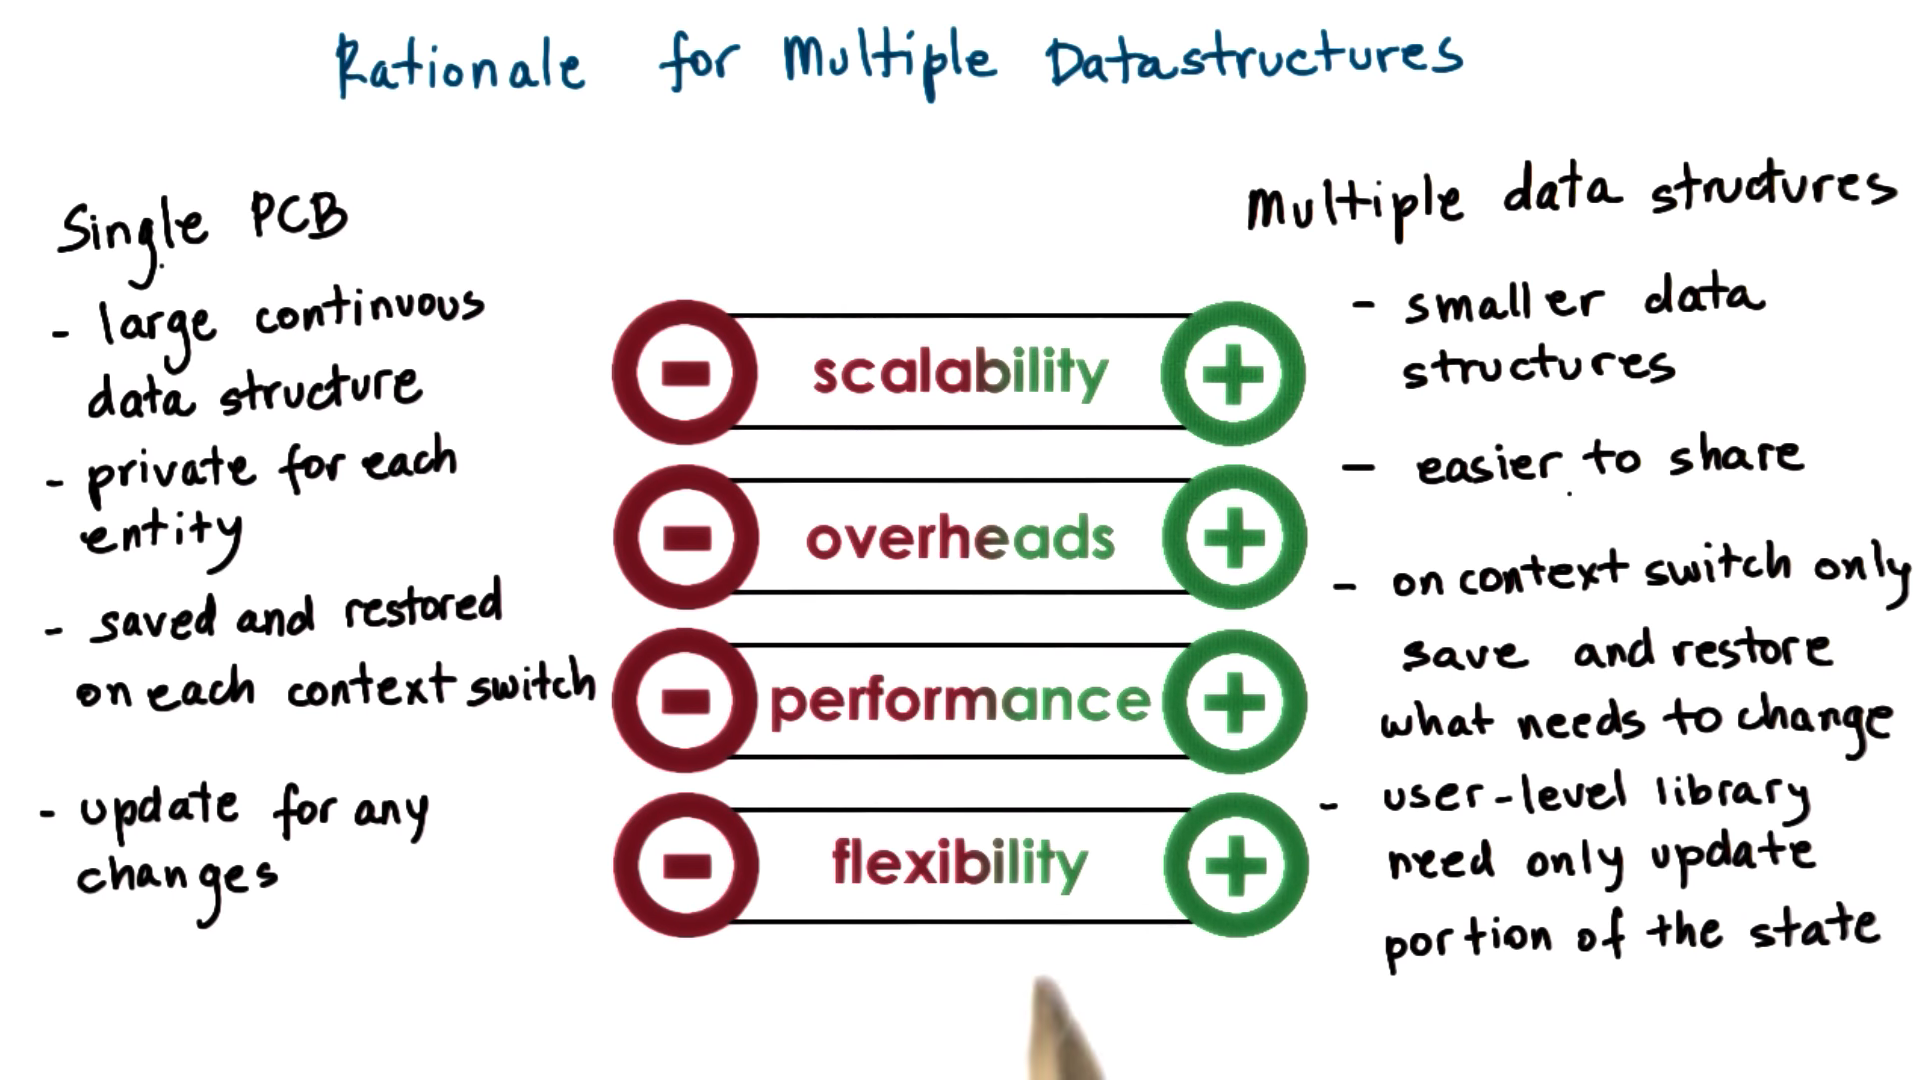 Rationale for Multiple Datastructures
Single PCB
- large continuous
data structure
- private for each
entity
- saved and restored
on each context switch
- update for any
changes
scalability
overheads
performance
flexibility
Multiple data structures
- smaller data
structures
- easier to share
- on context switch only
save and restore
what needs to change
- user-level library
need only update
portion of the state